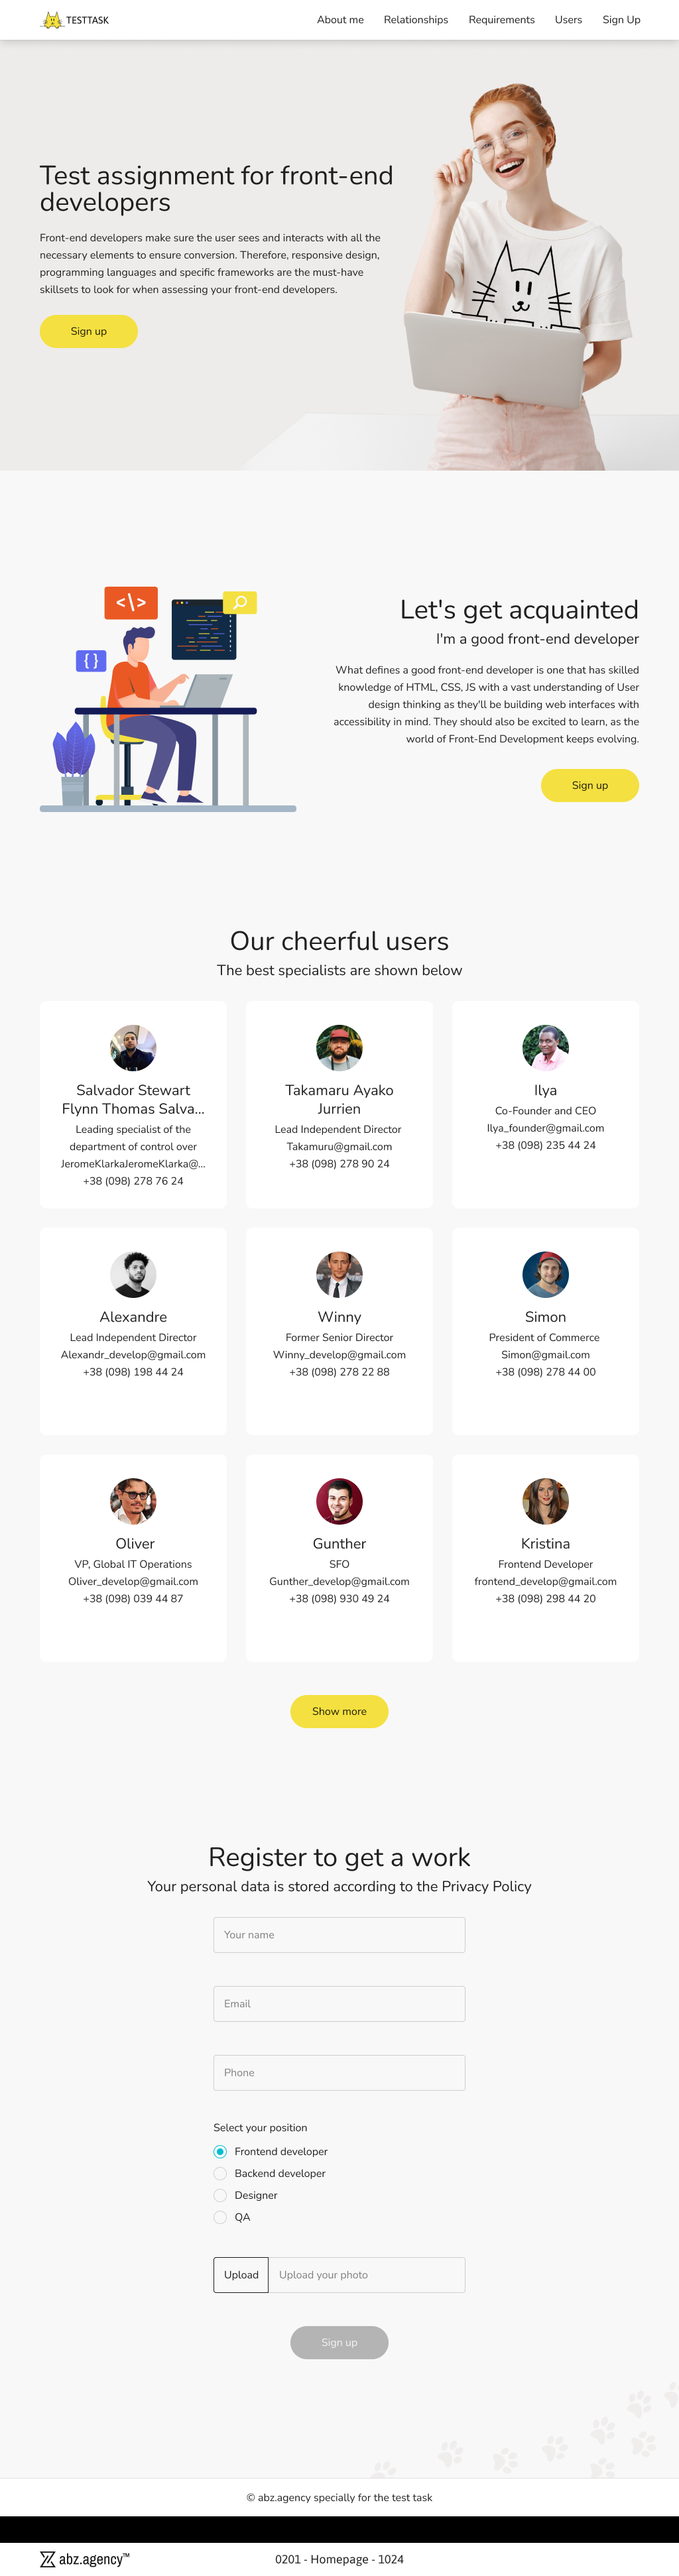 TESTTASK
About me Relationships Requirements Users Sign Up
Test assignment for front-end
developers
Front-end developers make sure the user sees and interacts with all the
necessary elements to ensure conversion. Therefore, responsive design,
programming languages and specific frameworks are the must-have
skillsets to look for when assessing your front-end developers.
Sign up
</>
{ }
Let's get acquainted
I'm a good front-end developer
What defines a good front-end developer is one that has skilled
knowledge of HTML, CSS, JS with a vast understanding of User
design thinking as they'll be building web interfaces with
accessibility in mind. They should also be excited to learn, as the
world of Front-End Development keeps evolving.
Sign up
Our cheerful users
The best specialists are shown below
Salvador Stewart
Flynn Thomas Salva...
Leading specialist of the
department of control over
JeromeKlarkaJeromeKlarka@...
+38 (098) 278 76 24
Takamaru Ayako
Jurrien
Lead Independent Director
Takamuru@gmail.com
+38 (098) 278 90 24
Ilya
Co-Founder and CEO
Ilya_founder@gmail.com
+38 (098) 235 44 24
Alexandre
Lead Independent Director
Alexandr_develop@gmail.com
+38 (098) 198 44 24
Winny
Former Senior Director
Winny_develop@gmail.com
+38 (098) 278 22 88
Simon
President of Commerce
Simon@gmail.com
+38 (098) 278 44 00
Oliver
VP, Global IT Operations
Oliver_develop@gmail.com
+38 (098) 039 44 87
Gunther
SFO
Gunther_develop@gmail.com
+38 (098) 930 49 24
Kristina
Frontend Developer
frontend_develop@gmail.com
+38 (098) 298 44 20
Show more
Register to get a work
Your personal data is stored according to the Privacy Policy
Your name
Email
Phone
Select your position
Frontend developer
Backend developer
Designer
QA
Upload Upload your photo
Sign up
© abz.agency specially for the test task
abz.agency™ 0201 - Homepage - 1024